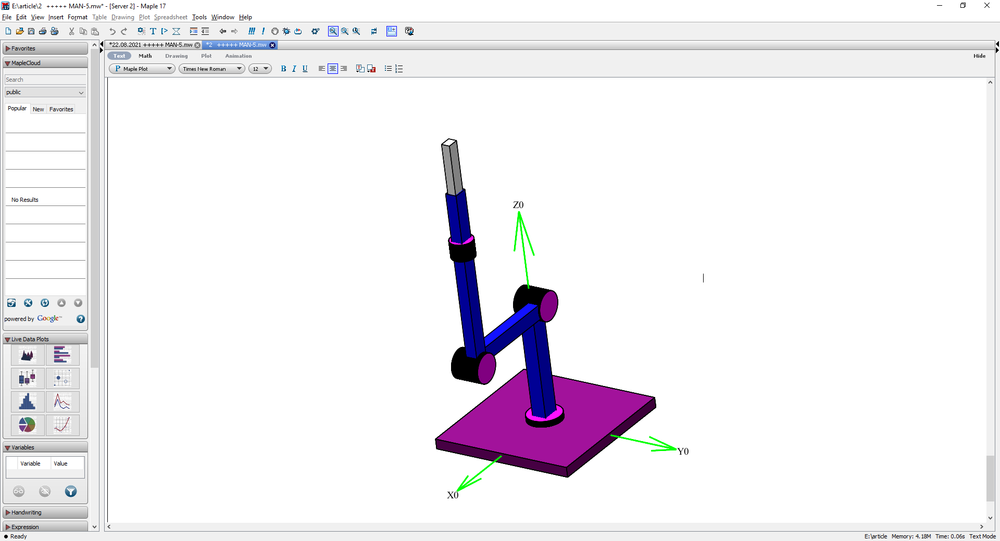 E:\article\2 +++++ MAN-5.mw* - [Server 2] - Maple 17
File Edit View Insert Format Table Drawing Plot Spreadsheet Tools Window Help
*22.08.2021 +++++ MAN-5.mw *2 +++++ MAN-5.mw
Text Math Drawing Plot Animation Hide
P Maple Plot Times New Roman 12 B I U
Favorites
MapleCloud
Search
public
Popular New Favorites
No Results
powered by Google™
Live Data Plots
Variables
Variable Value
Handwriting
Expression
Z0
Y0
X0
Ready E:\article Memory: 4.18M Time: 0.06s Text Mode